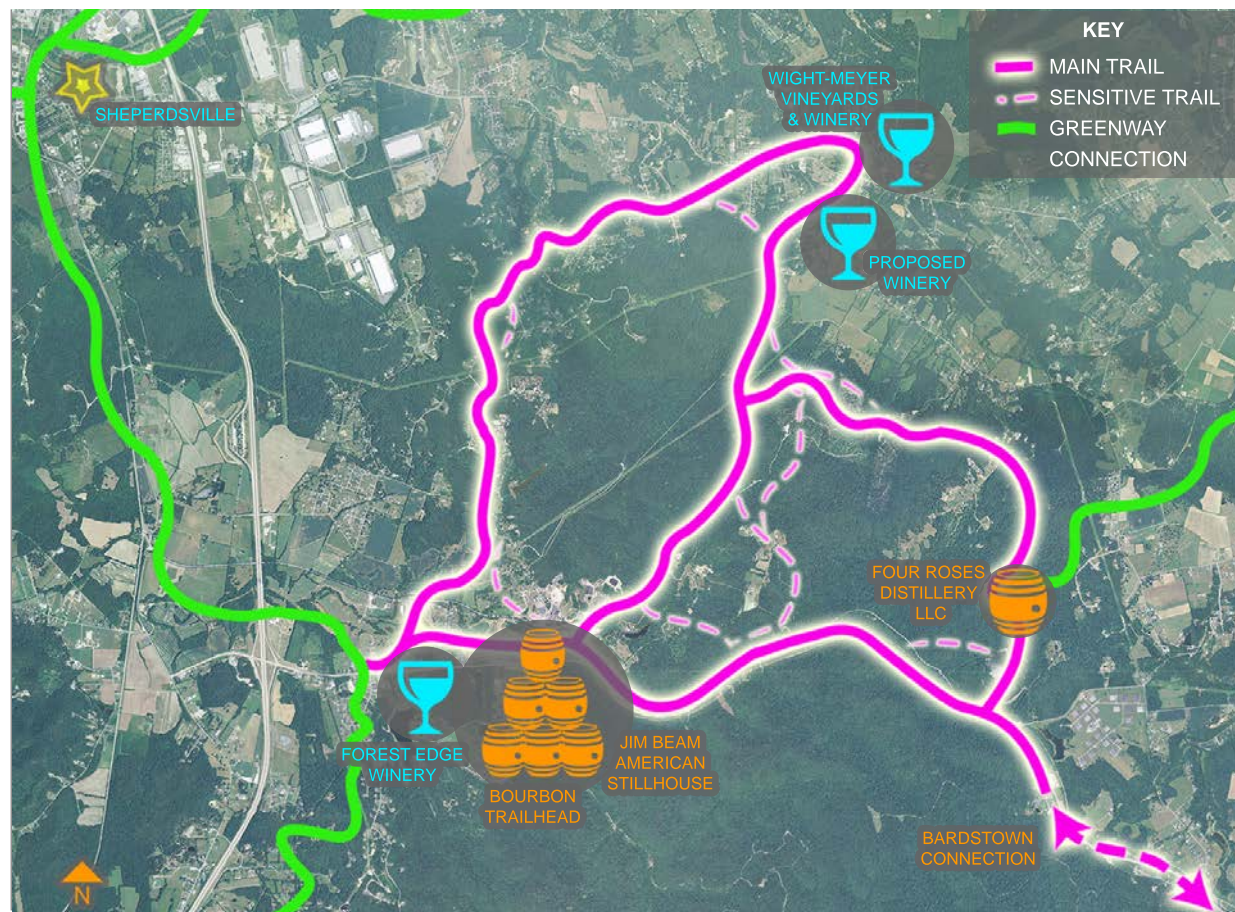 KEY
MAIN TRAIL
SENSITIVE TRAIL
GREENWAY
CONNECTION
SHEPERDSVILLE
WIGHT-MEYER
VINEYARDS
& WINERY
PROPOSED
WINERY
FOUR ROSES
DISTILLERY
LLC
FOREST EDGE
WINERY
JIM BEAM
AMERICAN
STILLHOUSE
BOURBON
TRAILHEAD
BARDSTOWN
CONNECTION
N